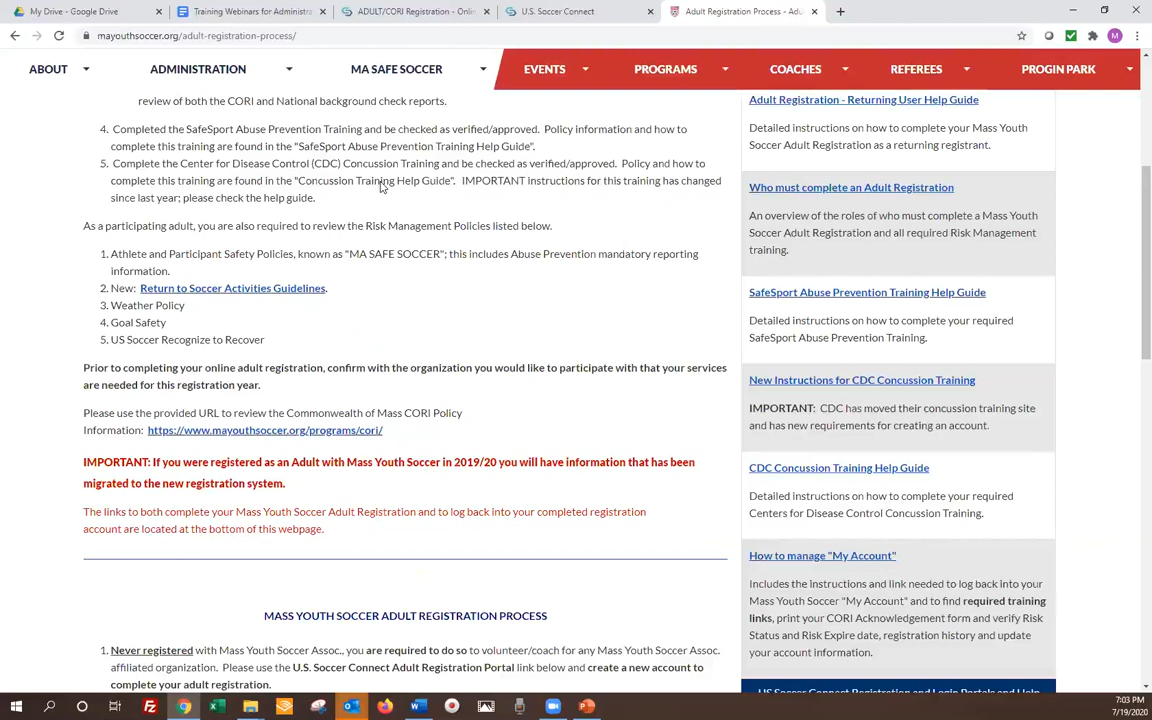 My Drive - Google Drive
Training Webinars for Administra
ADULT/CORI Registration - Onlin
U.S. Soccer Connect
Adult Registration Process - Adu
mayouthsoccer.org/adult-registration-process/
M
ABOUT
ADMINISTRATION
MA SAFE SOCCER
EVENTS
PROGRAMS
COACHES
REFEREES
PROGIN PARK
review of both the CORI and National background check reports.
4. Completed the SafeSport Abuse Prevention Training and be checked as verified/approved. Policy information and how to
complete this training are found in the "SafeSport Abuse Prevention Training Help Guide".
5. Complete the Center for Disease Control (CDC) Concussion Training and be checked as verified/approved. Policy and how to
complete this training are found in the "Concussion Training Help Guide". IMPORTANT instructions for this training has changed
since last year; please check the help guide.
As a participating adult, you are also required to review the Risk Management Policies listed below.
1. Athlete and Participant Safety Policies, known as "MA SAFE SOCCER"; this includes Abuse Prevention mandatory reporting
information.
2. New: Return to Soccer Activities Guidelines.
3. Weather Policy
4. Goal Safety
5. US Soccer Recognize to Recover
Prior to completing your online adult registration, confirm with the organization you would like to participate with that your services
are needed for this registration year.
Please use the provided URL to review the Commonwealth of Mass CORI Policy
Information: https://www.mayouthsoccer.org/programs/cori/
IMPORTANT: If you were registered as an Adult with Mass Youth Soccer in 2019/20 you will have information that has been
migrated to the new registration system.
The links to both complete your Mass Youth Soccer Adult Registration and to log back into your completed registration
account are located at the bottom of this webpage.
MASS YOUTH SOCCER ADULT REGISTRATION PROCESS
1. Never registered with Mass Youth Soccer Assoc., you are required to do so to volunteer/coach for any Mass Youth Soccer Assoc.
affiliated organization. Please use the U.S. Soccer Connect Adult Registration Portal link below and create a new account to
complete your adult registration.
Adult Registration - Returning User Help Guide
Detailed instructions on how to complete your Mass Youth
Soccer Adult Registration as a returning registrant.
Who must complete an Adult Registration
An overview of the roles of who must complete a Mass Youth
Soccer Adult Registration and all required Risk Management
training.
SafeSport Abuse Prevention Training Help Guide
Detailed instructions on how to complete your required
SafeSport Abuse Prevention Training.
New Instructions for CDC Concussion Training
IMPORTANT: CDC has moved their concussion training site
and has new requirements for creating an account.
CDC Concussion Training Help Guide
Detailed instructions on how to complete your required
Centers for Disease Control Concussion Training.
How to manage "My Account"
Includes the instructions and link needed to log back into your
Mass Youth Soccer "My Account" and to find required training
links, print your CORI Acknowledgement form and verify Risk
Status and Risk Expire date, registration history and update
your account information.
US Soccer Connect Registration and Login Portals and Help
7:03 PM
7/19/2020